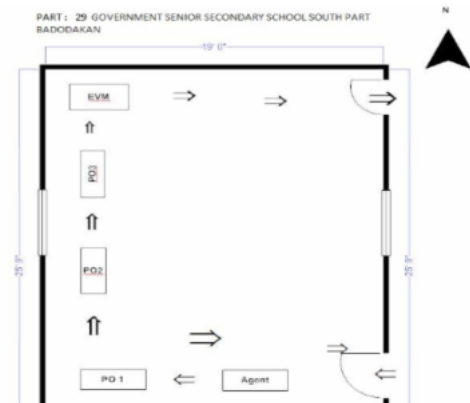 PART : 29 GOVERNMENT SENIOR SECONDARY SCHOOL SOUTH PART
BADODAKAN
N
EVM
PO3
PO2
PO 1
Agent